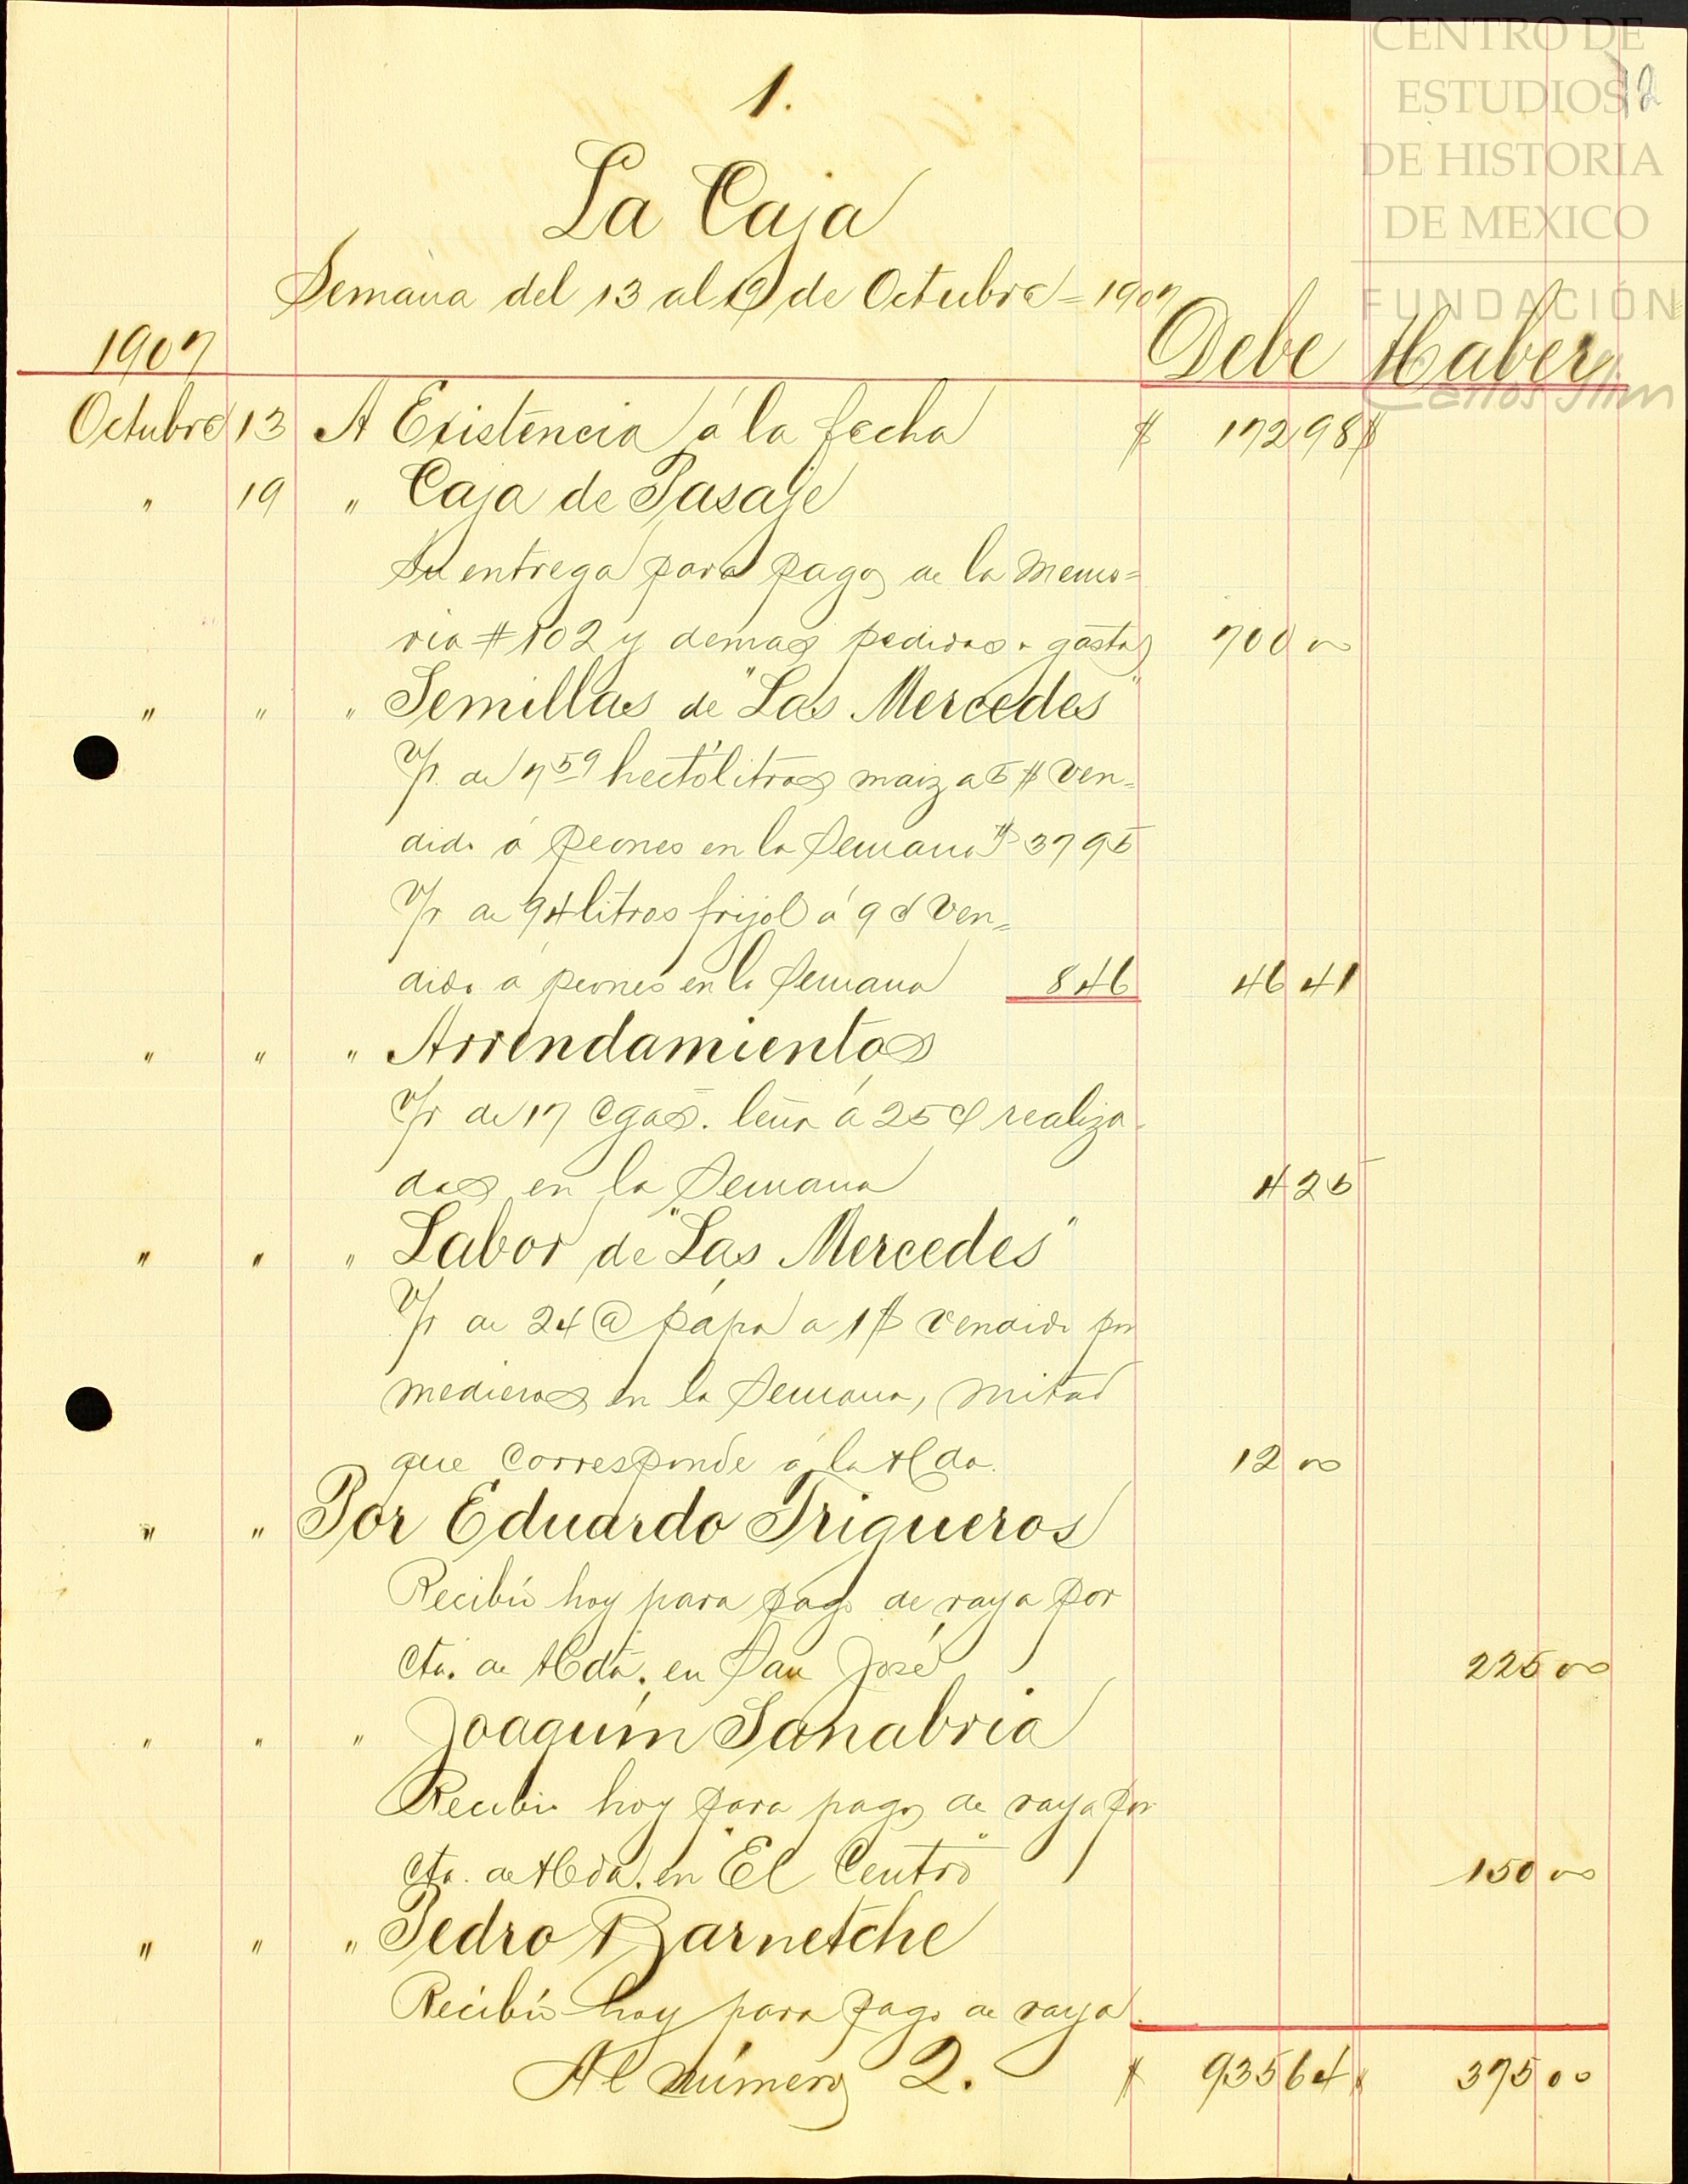 CENTRO DE
ESTUDIOS
DE HISTORIA
DE MEXICO
FUNDACIÓN
Carlos Slim
12
1.
La Caja
Semana del 13 al 19 de Octubre = 1907
1907 Debe Haber
Octubre 13 A Existencia á la fecha $ 172 98 $
" 19 " Caja de Pasaje
Su entrega para pago de la Memo=
ria # 102 y demas pedidos gastos 700 00
" " " Semillas de "Las Mercedes"
V/r. de 7 59 hectólitros maiz a 5 $ ven=
dido á peones en la Semana $ 37 95
V/r de 94 litros frijol á 9 ¢ ven=
dido á peones en la Semana 8 46 46 41
" " " Arrendamientos
V/r de 17 Cgas. leña á 25 ¢ realiza-
das en la Semana 4 25
" " " Labor de "Las Mercedes"
V/r de 24 @ papa a 1 $ vendida por
medieros en la Semana, mitad
que corresponde á la Hda. 12 00
" " Por Eduardo Trigueros
Recibió hoy para pago de raya por
Cta. de Hda. en San José 225 00
" " " Joaquím Sanabria
Recibió hoy para pago de raya por
Cta. de Hda. en "El Centro" 150 00
" " " Pedro Barnetche
Recibió hoy para pago de raya
Al número 2. $ 935 64 $ 375 00